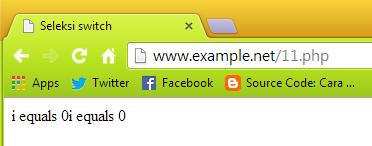 Seleksi switch
www.example.net/11.php
Apps Twitter Facebook Source Code: Cara ...
i equals 0i equals 0